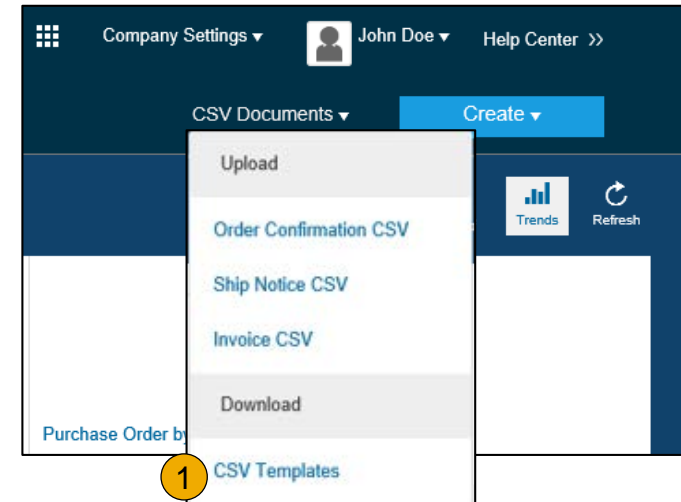 Company Settings ▾ John Doe ▾ Help Center >>
CSV Documents ▾ Create ▾
Upload
Trends Refresh
Order Confirmation CSV
Ship Notice CSV
Invoice CSV
Download
Purchase Order by
1 CSV Templates